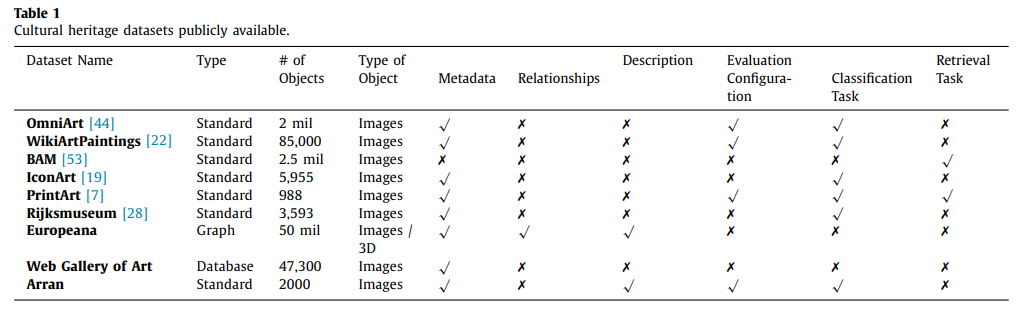 Table 1
Cultural heritage datasets publicly available.
Dataset Name Type # of Objects Type of Object Metadata Relationships Description Evaluation Configura-tion Classification Task Retrieval Task
OmniArt [44] Standard 2 mil Images ✓ ✗ ✗ ✓ ✓ ✗
WikiArtPaintings [22] Standard 85,000 Images ✓ ✗ ✗ ✓ ✓ ✗
BAM [53] Standard 2.5 mil Images ✗ ✗ ✗ ✗ ✗ ✓
IconArt [19] Standard 5,955 Images ✓ ✗ ✗ ✗ ✓ ✗
PrintArt [7] Standard 988 Images ✓ ✗ ✗ ✓ ✓ ✓
Rijksmuseum [28] Standard 3,593 Images ✓ ✗ ✗ ✗ ✓ ✗
Europeana Graph 50 mil Images / 3D ✓ ✓ ✓ ✗ ✗ ✗
Web Gallery of Art Database 47,300 Images ✓ ✗ ✗ ✗ ✗ ✗
Arran Standard 2000 Images ✓ ✗ ✓ ✓ ✓ ✗